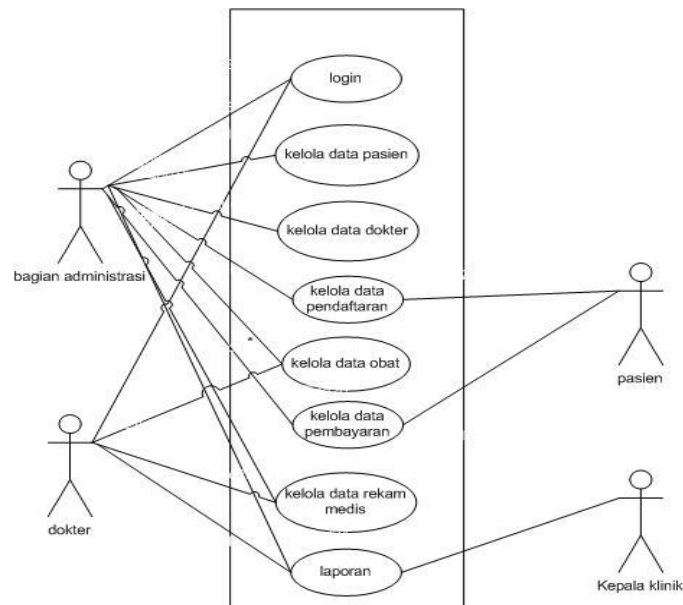 login
kelola data pasien
kelola data dokter
bagian administrasi
kelola data
pendaftaran
pasien
kelola data obat
kelola data
pembayaran
dokter
kelola data rekam
medis
laporan
Kepala klinik